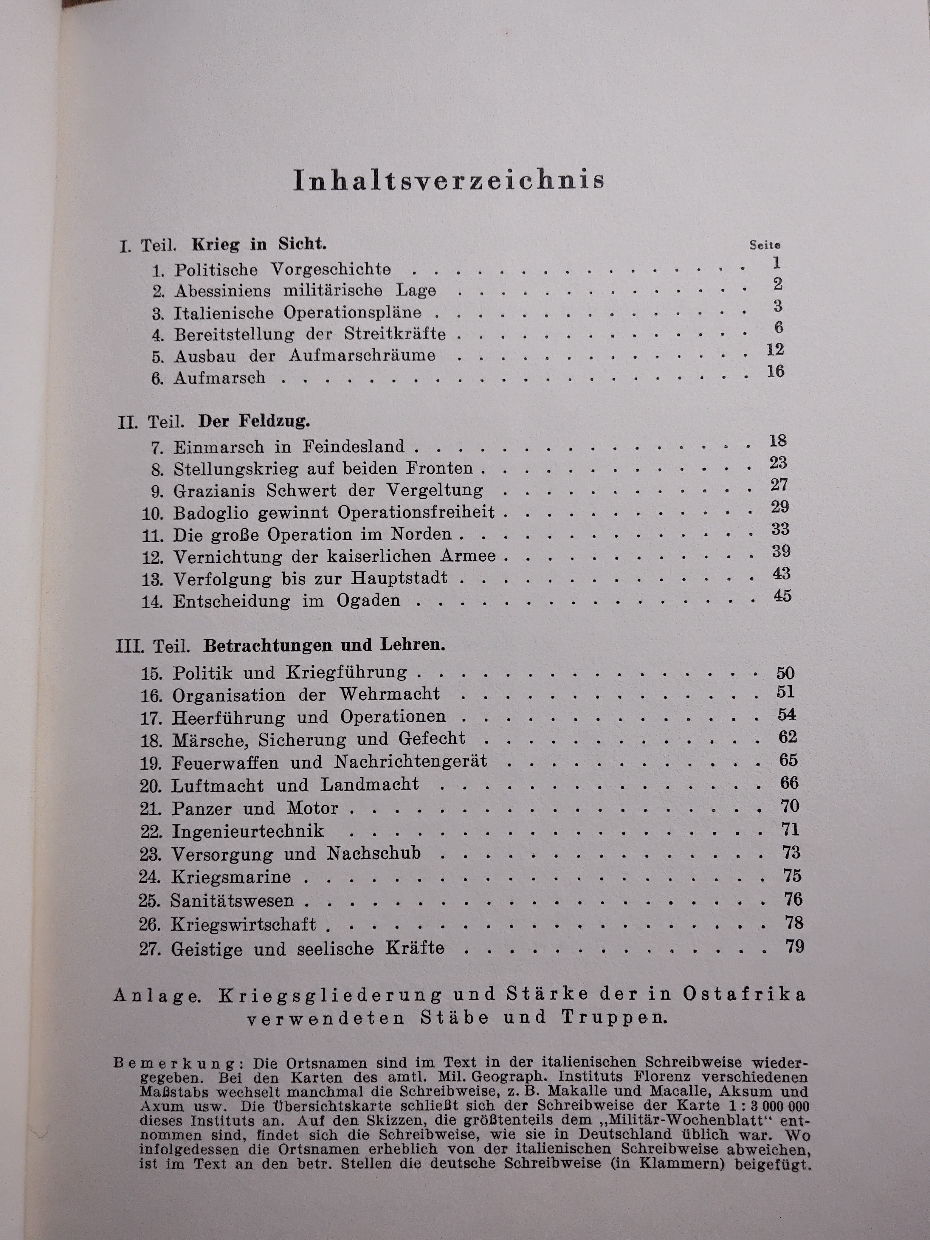 Inhaltsverzeichnis
I. Teil. Krieg in Sicht. Seite
1. Politische Vorgeschichte . . . . . . . . . . . . . . . 1
2. Abessiniens militärische Lage . . . . . . . . . . . . . 2
3. Italienische Operationspläne . . . . . . . . . . . . . . 3
4. Bereitstellung der Streitkräfte . . . . . . . . . . . . . 6
5. Ausbau der Aufmarschräume . . . . . . . . . . . . . 12
6. Aufmarsch . . . . . . . . . . . . . . . . . . . . . 16
II. Teil. Der Feldzug.
7. Einmarsch in Feindesland . . . . . . . . . . . . . . . 18
8. Stellungskrieg auf beiden Fronten . . . . . . . . . . . . 23
9. Grazianis Schwert der Vergeltung . . . . . . . . . . . 27
10. Badoglio gewinnt Operationsfreiheit . . . . . . . . . . . 29
11. Die große Operation im Norden . . . . . . . . . . . . . 33
12. Vernichtung der kaiserlichen Armee . . . . . . . . . . . 39
13. Verfolgung bis zur Hauptstadt . . . . . . . . . . . . . 43
14. Entscheidung im Ogaden . . . . . . . . . . . . . . . 45
III. Teil. Betrachtungen und Lehren.
15. Politik und Kriegführung . . . . . . . . . . . . . . . 50
16. Organisation der Wehrmacht . . . . . . . . . . . . . 51
17. Heerführung und Operationen . . . . . . . . . . . . . 54
18. Märsche, Sicherung und Gefecht . . . . . . . . . . . . 62
19. Feuerwaffen und Nachrichtengerät . . . . . . . . . . . 65
20. Luftmacht und Landmacht . . . . . . . . . . . . . . 66
21. Panzer und Motor . . . . . . . . . . . . . . . . . . 70
22. Ingenieurtechnik . . . . . . . . . . . . . . . . . . 71
23. Versorgung und Nachschub . . . . . . . . . . . . . . 73
24. Kriegsmarine . . . . . . . . . . . . . . . . . . . . 75
25. Sanitätswesen . . . . . . . . . . . . . . . . . . . . 76
26. Kriegswirtschaft . . . . . . . . . . . . . . . . . . . 78
27. Geistige und seelische Kräfte . . . . . . . . . . . . . 79
Anlage. Kriegsgliederung und Stärke der in Ostafrika
verwendeten Stäbe und Truppen.
Bemerkung: Die Ortsnamen sind im Text in der italienischen Schreibweise wieder-
gegeben. Bei den Karten des amtl. Mil. Geograph. Instituts Florenz verschiedenen
Maßstabs wechselt manchmal die Schreibweise, z. B. Makalle und Macalle, Aksum und
Axum usw. Die Übersichtskarte schließt sich der Schreibweise der Karte 1 : 3 000 000
dieses Instituts an. Auf den Skizzen, die größtenteils dem „Militär-Wochenblatt“ ent-
nommen sind, findet sich die Schreibweise, wie sie in Deutschland üblich war. Wo
infolgedessen die Ortsnamen erheblich von der italienischen Schreibweise abweichen,
ist im Text an den betr. Stellen die deutsche Schreibweise (in Klammern) beigefügt.